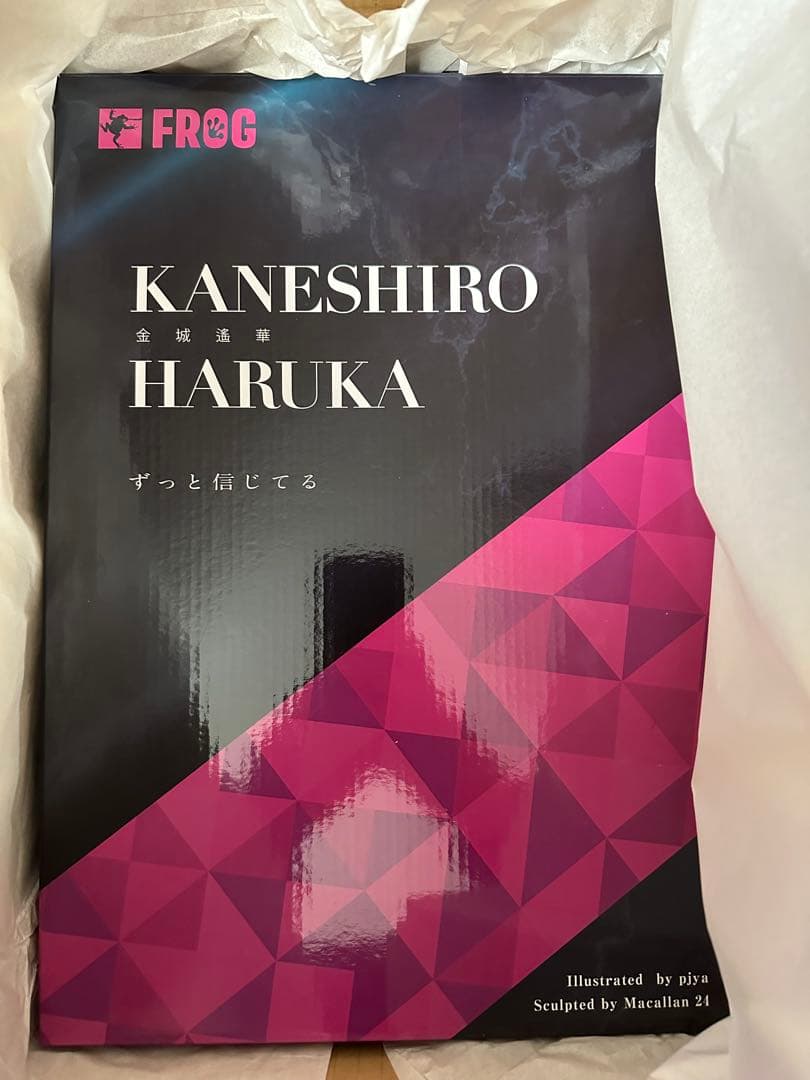 FROG
KANESHIRO
金城遙華
HARUKA
ずっと信じてる
Illustrated by pjya
Sculpted by Macallan 24